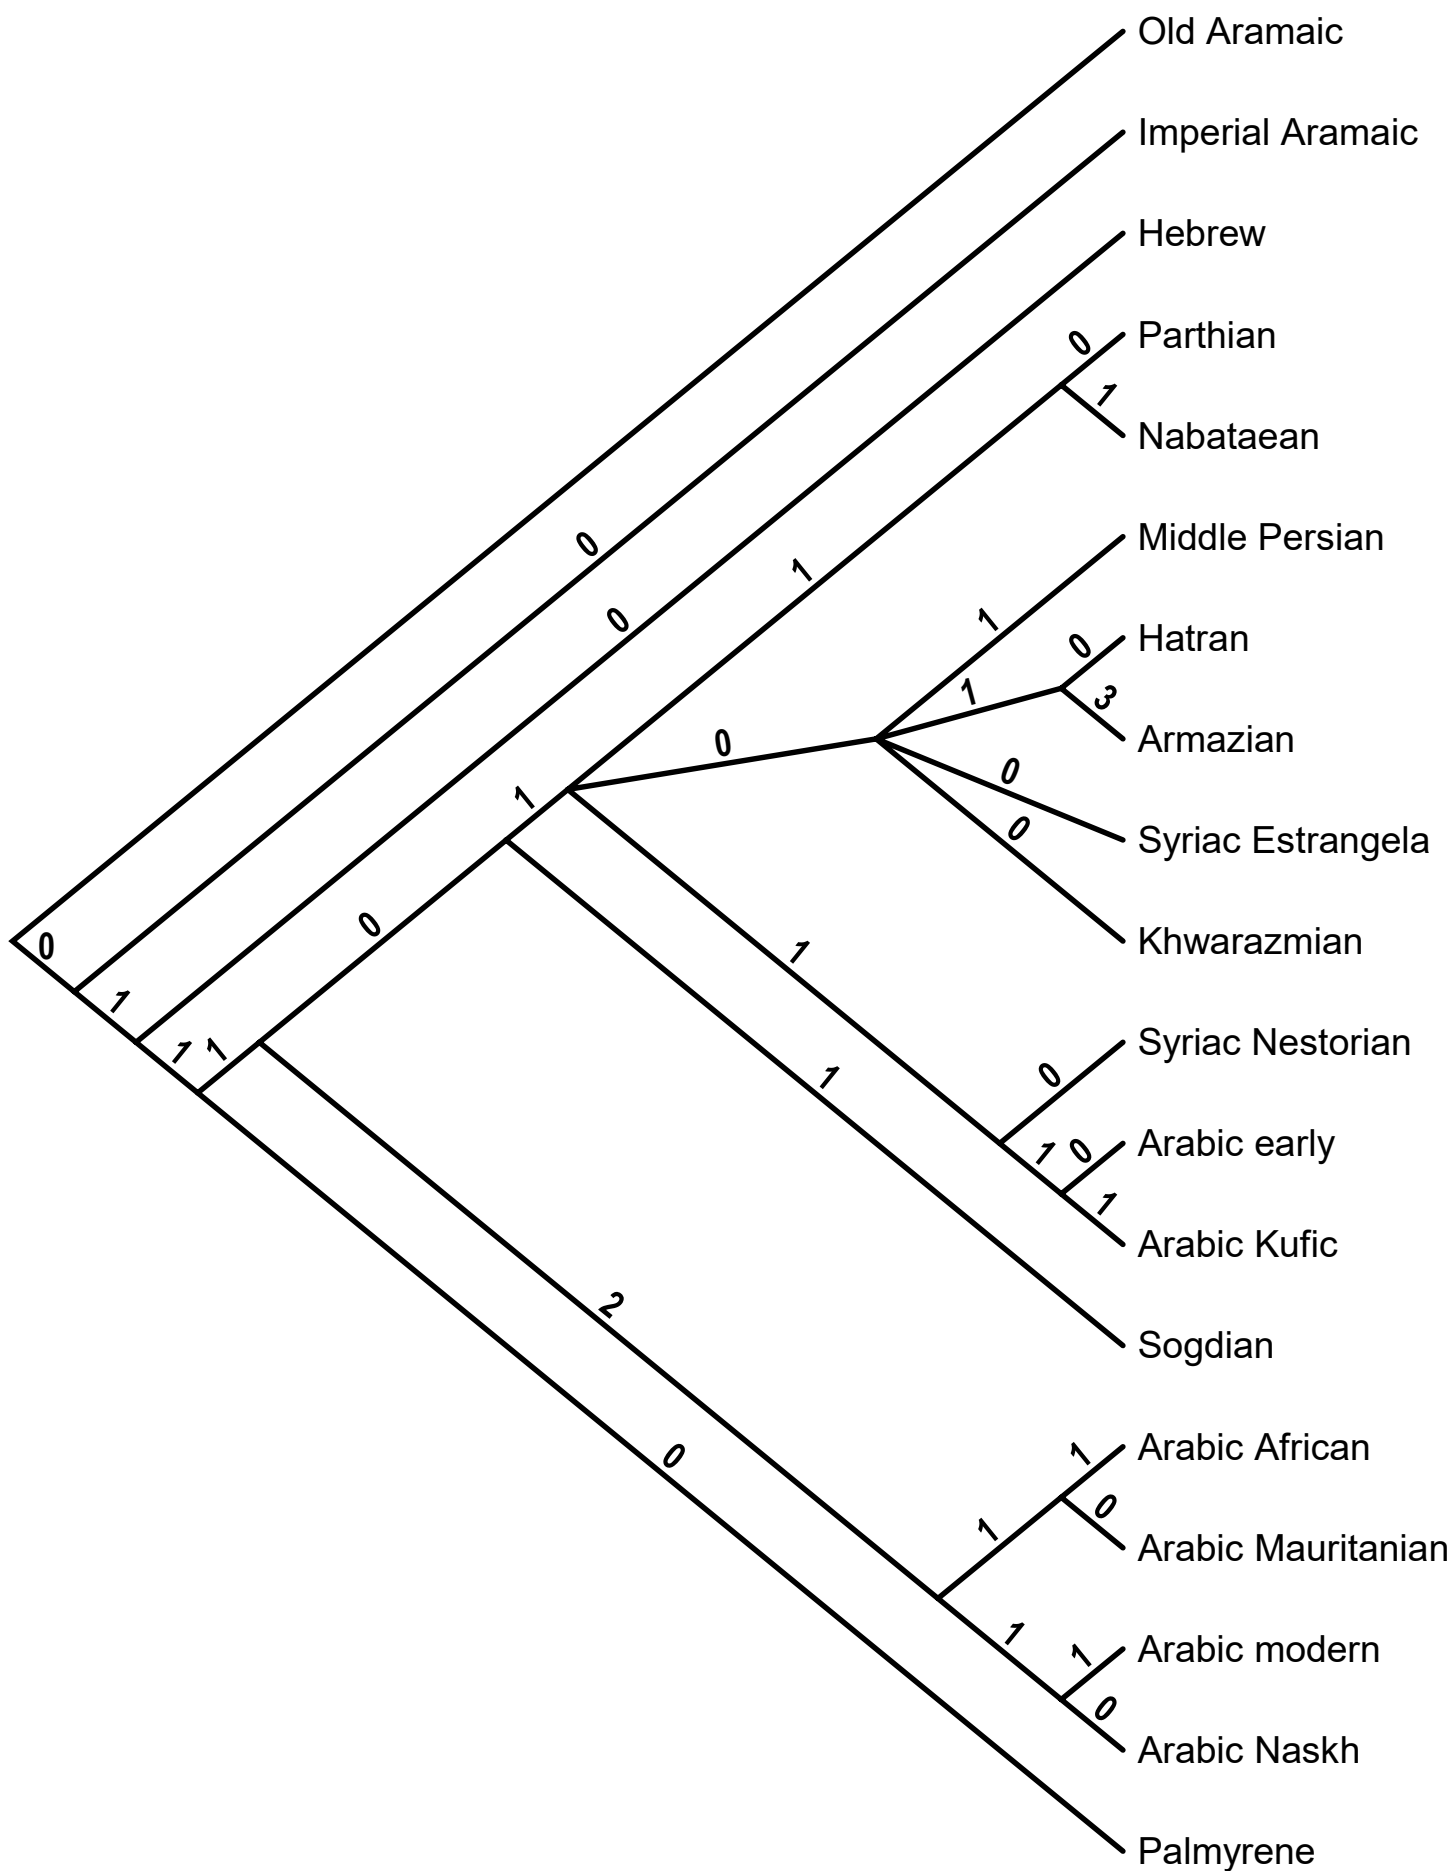 Old Aramaic
Imperial Aramaic
Hebrew
0
Parthian
1
Nabataean
0
1
Middle Persian
0
1
0
Hatran
1
3
Armazian
0
0
Syriac Estrangela
1
0
0
Khwarazmian
0
1
1
1
1
0
Syriac Nestorian
1
1
0
Arabic early
1
Arabic Kufic
2
Sogdian
0
1
Arabic African
1
0
Arabic Mauritanian
1
1
Arabic modern
0
Arabic Naskh
Palmyrene